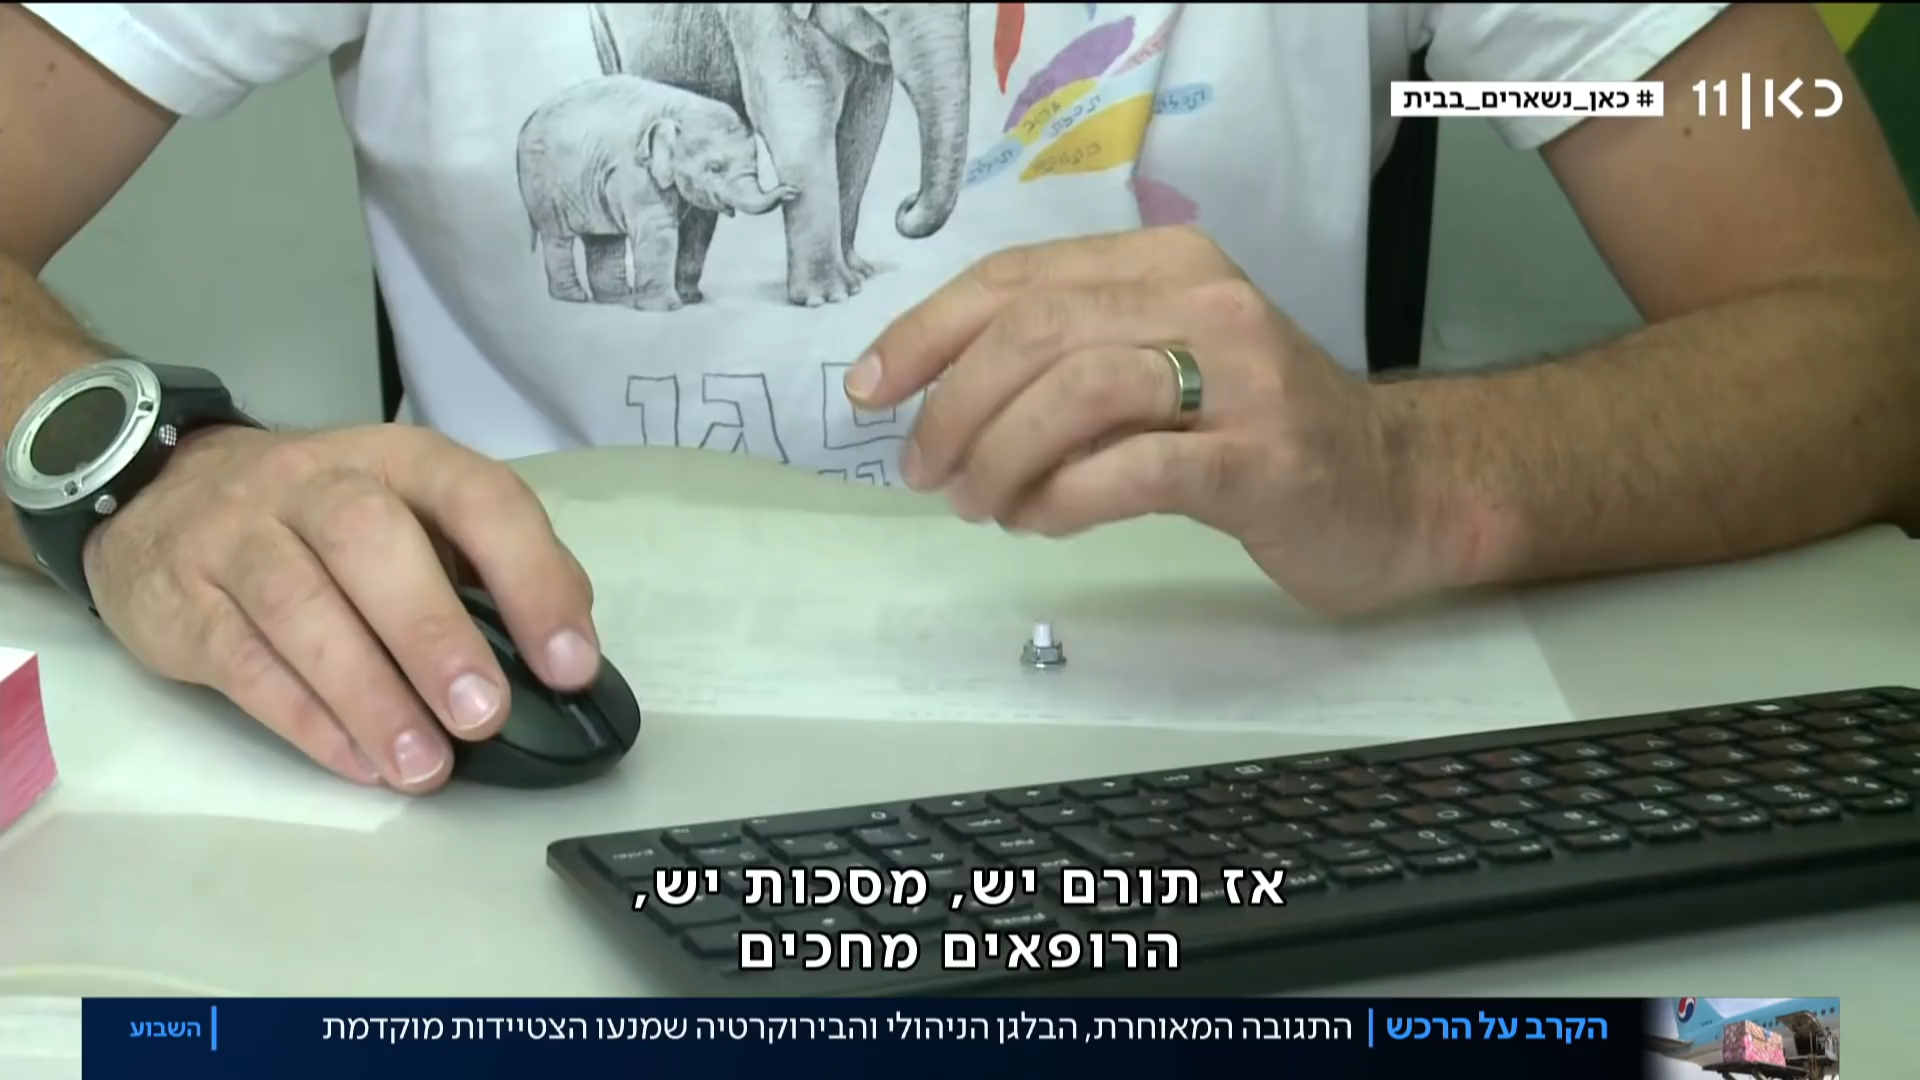 # כאן_נשארים_בבית
כאן 11
גן
אז תורם יש, מסכות יש,
הרופאים מחכים
הקרב על הרכש | התגובה המאוחרת, הבלגן הניהולי והבירוקרטיה שמנעו הצטיידות מוקדמת | השבוע